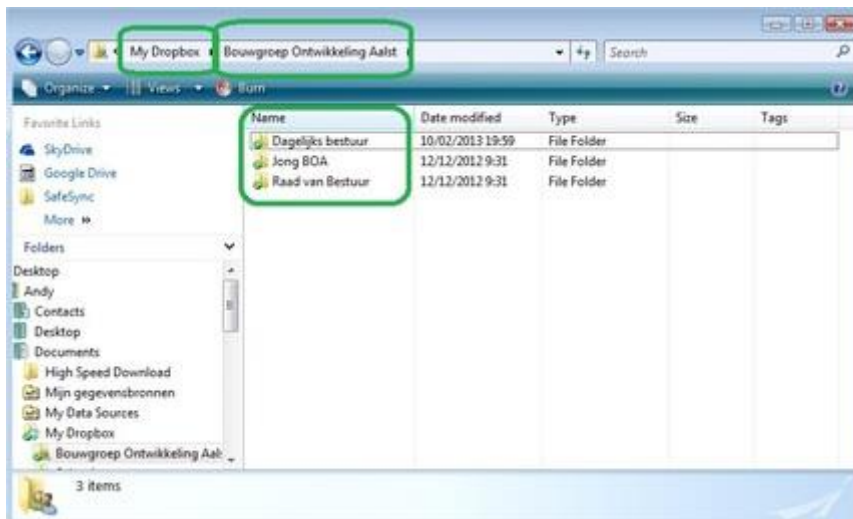 My Dropbox Bouwgroep Ontwikkeling Aalst Search
Organize Views Burn
Favorite Links
SkyDrive
Google Drive
SafeSync
More
Folders
Desktop
Andy
Contacts
Desktop
Documents
High Speed Download
Mijn gegevensbronnen
My Data Sources
My Dropbox
Bouwgroep Ontwikkeling Aals
Name Date modified Type Size Tags
Dagelijks bestuur 10/02/2013 19:59 File Folder
Jong BOA 12/12/2012 9:31 File Folder
Raad van Bestuur 12/12/2012 9:31 File Folder
3 items